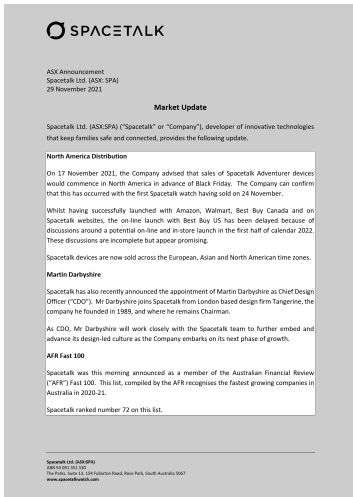 SPACETALK
ASX Announcement
Spacetalk Ltd. (ASX: SPA)
29 November 2021
Market Update
Spacetalk Ltd. (ASX:SPA) (“Spacetalk” or “Company”), developer of innovative technologies
that keep families safe and connected, provides the following update.
North America Distribution
On 17 November 2021, the Company advised that sales of Spacetalk Adventurer devices
would commence in North America in advance of Black Friday. The Company can confirm
that this has occurred with the first Spacetalk watch having sold on 24 November.
Whilst having successfully launched with Amazon, Walmart, Best Buy Canada and on
Spacetalk websites, the on-line launch with Best Buy US has been delayed because of
discussions around a potential on-line and in-store launch in the first half of calendar 2022.
These discussions are incomplete but appear promising.
Spacetalk devices are now sold across the European, Asian and North American time zones.
Martin Darbyshire
Spacetalk has also recently announced the appointment of Martin Darbyshire as Chief Design
Officer (“CDO”). Mr Darbyshire joins Spacetalk from London based design firm Tangerine, the
company he founded in 1989, and where he remains Chairman.
As CDO, Mr Darbyshire will work closely with the Spacetalk team to further embed and
advance its design-led culture as the Company embarks on its next phase of growth.
AFR Fast 100
Spacetalk was this morning announced as a member of the Australian Financial Review
(“AFR”) Fast 100. This list, compiled by the AFR recognises the fastest growing companies in
Australia in 2020-21.
Spacetalk ranked number 72 on this list.
Spacetalk Ltd. (ASX:SPA)
ABN 93 091 351 530
The Parks, Suite 13, 154 Fullarton Road, Rose Park, South Australia 5067
www.spacetalkwatch.com